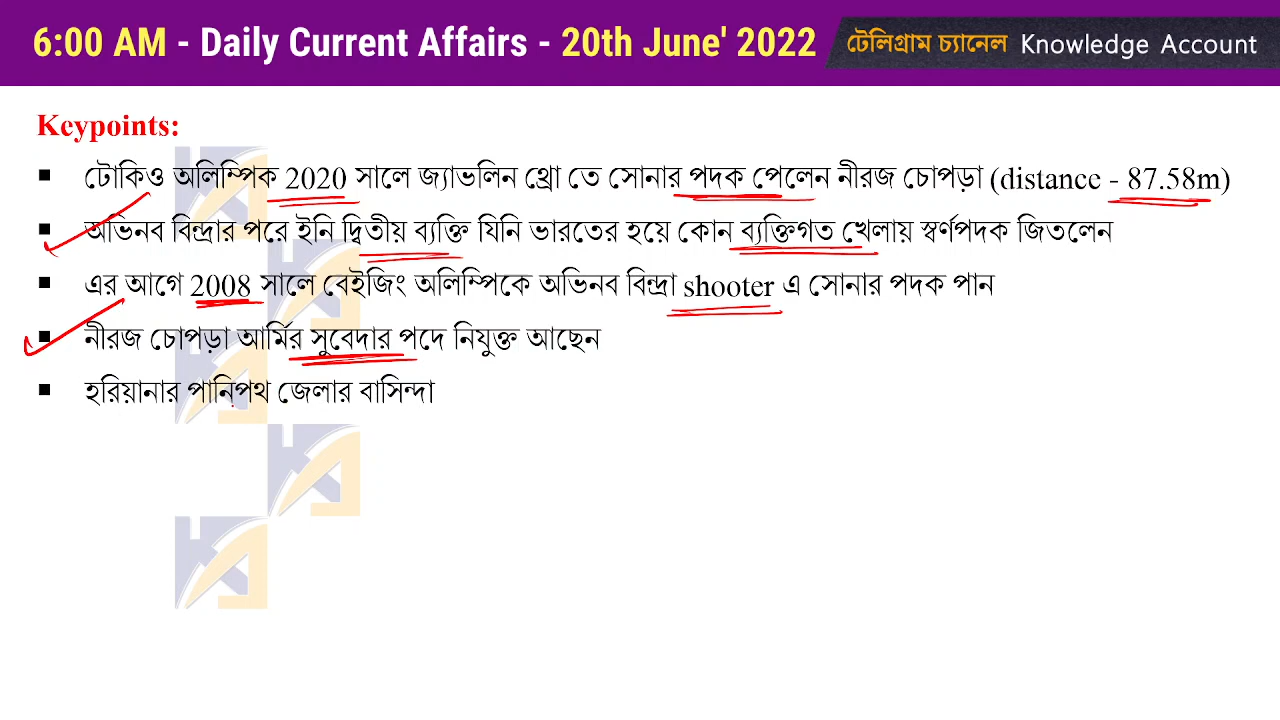 6:00 AM - Daily Current Affairs - 20th June' 2022
টেলিগ্রাম চ্যানেল Knowledge Account
Keypoints:
টোকিও অলিম্পিক 2020 সালে জ্যাভলিন থ্রো তে সোনার পদক পেলেন নীরজ চোপড়া (distance - 87.58m)
অভিনব বিন্দ্রার পরে ইনি দ্বিতীয় ব্যক্তি যিনি ভারতের হয়ে কোন ব্যক্তিগত খেলায় স্বর্ণপদক জিতলেন
এর আগে 2008 সালে বেইজিং অলিম্পিকে অভিনব বিন্দ্রা shooter এ সোনার পদক পান
নীরজ চোপড়া আর্মির সুবেদার পদে নিযুক্ত আছেন
হরিয়ানার পানিপথ জেলার বাসিন্দা